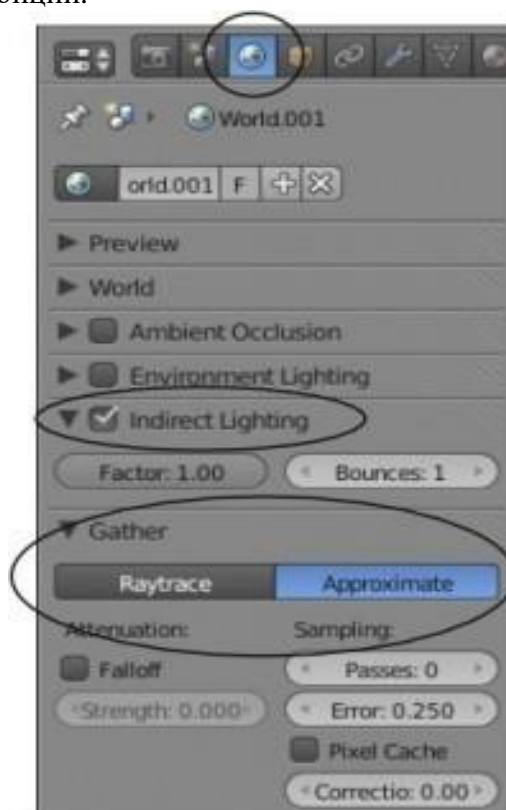 World.001
orld.001 F
Preview
World
Ambient Occlusion
Environment Lighting
Indirect Lighting
Factor: 1.00 Bounces: 1
Gather
Raytrace Approximate
Attenuation: Sampling:
Falloff Passes: 0
Strength: 0.000 Error: 0.250
Pixel Cache
Correctio: 0.00